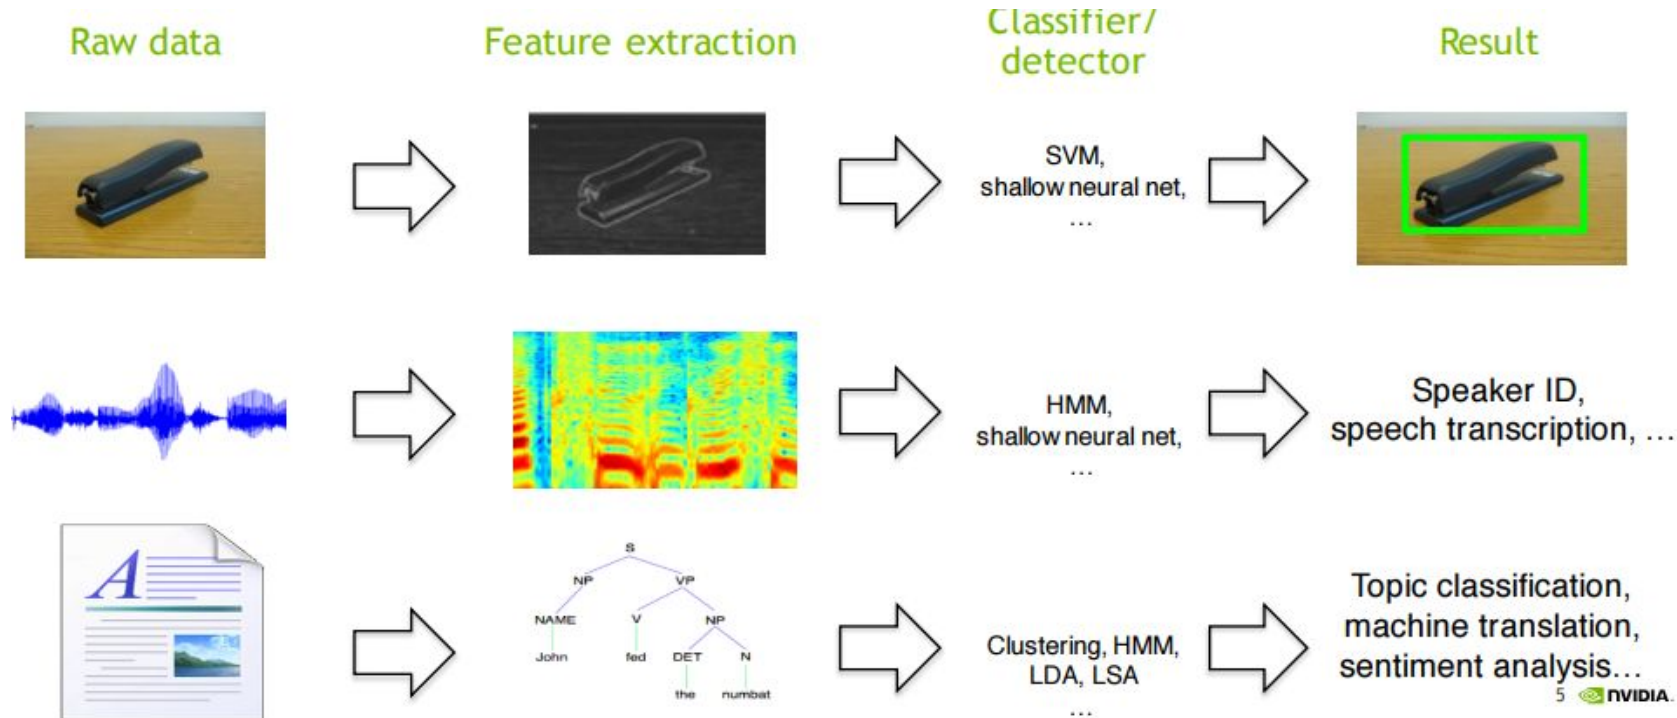 Raw data
Feature extraction
Classifier/
detector
Result
SVM,
shallow neural net,
...
HMM,
shallow neural net,
...
Speaker ID,
speech transcription, ...
A
S
NP VP
NAME V NP
John fed DET N
the numbat
Clustering, HMM,
LDA, LSA
...
Topic classification,
machine translation,
sentiment analysis...
5 NVIDIA.